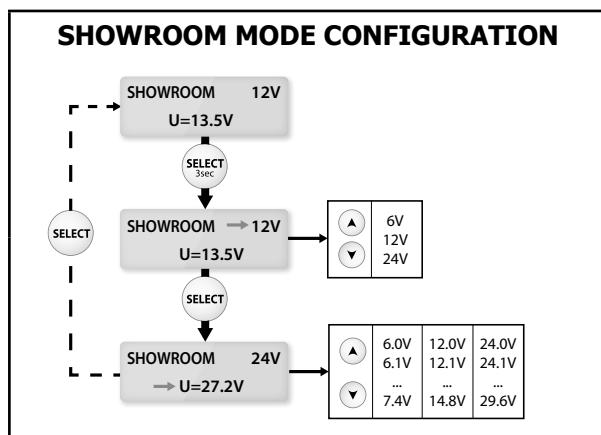 SHOWROOM MODE CONFIGURATION
SHOWROOM 12V
U=13.5V
SELECT
3sec
SHOWROOM → 12V
U=13.5V
6V
12V
24V
SELECT
SELECT
SHOWROOM 24V
→ U=27.2V
6.0V 12.0V 24.0V
6.1V 12.1V 24.1V
... ... ...
7.4V 14.8V 29.6V